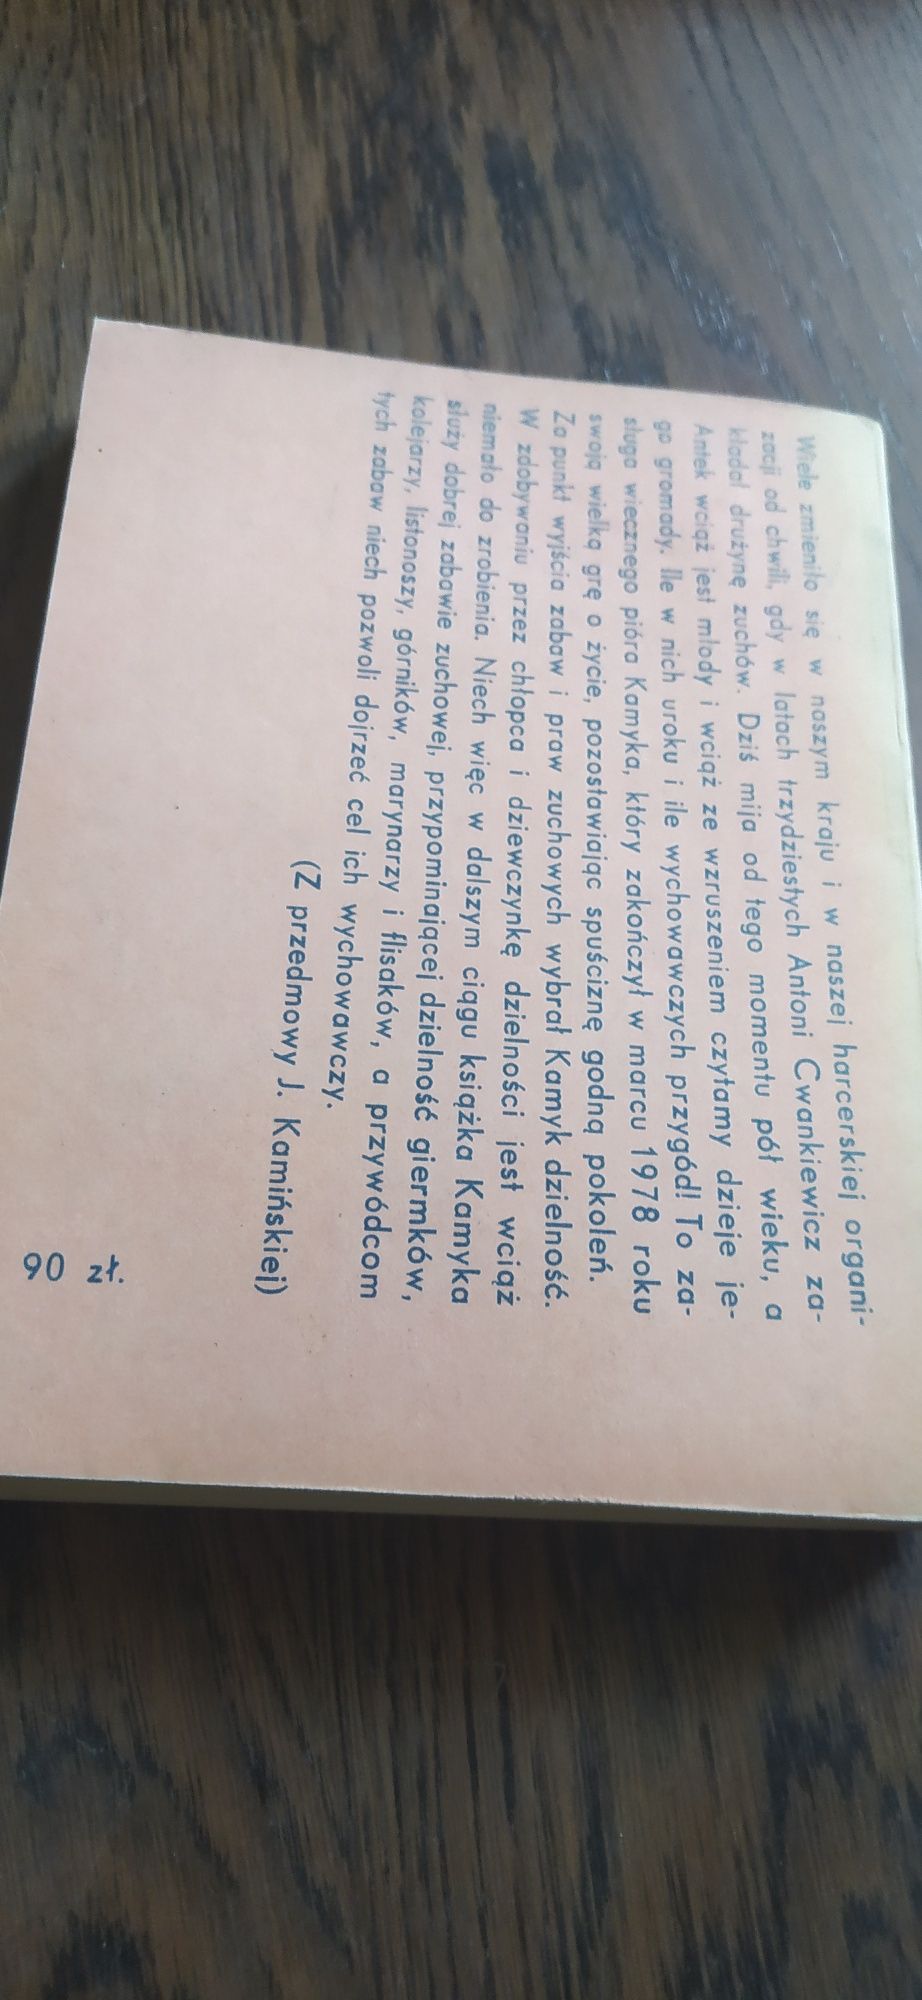 Wiele zmieniło się w naszym kraju i w naszej harcerskiej organi-
zacji od chwili, gdy w latach trzydziestych Antoni Cwankiewicz za-
kładał drużynę zuchów. Dziś mija od tego momentu pół wieku, a
Antek wciąż jest młody i wciąż ze wzruszeniem czytamy dzieje je-
go gromady. Ile w nich uroku i ile wychowawczych przygód! To za-
sługa wiecznego pióra Kamyka, który zakończył w marcu 1978 roku
swoją wielką grę o życie, pozostawiając spuściznę godną pokoleń.
Za punkt wyjścia zabaw i praw zuchowych wybrał Kamyk dzielność.
W zdobywaniu przez chłopca i dziewczynkę dzielności jest wciąż
niemało do zrobienia. Niech więc w dalszym ciągu książka Kamyka
służy dobrej zabawie zuchowej, przypominającej dzielność giermków,
kolejarzy, listonoszy, górników, marynarzy i flisaków, a przywódcom
tych zabaw niech pozwoli dojrzeć cel ich wychowawczy.
(Z przedmowy J. Kamińskiej)
90 zł.